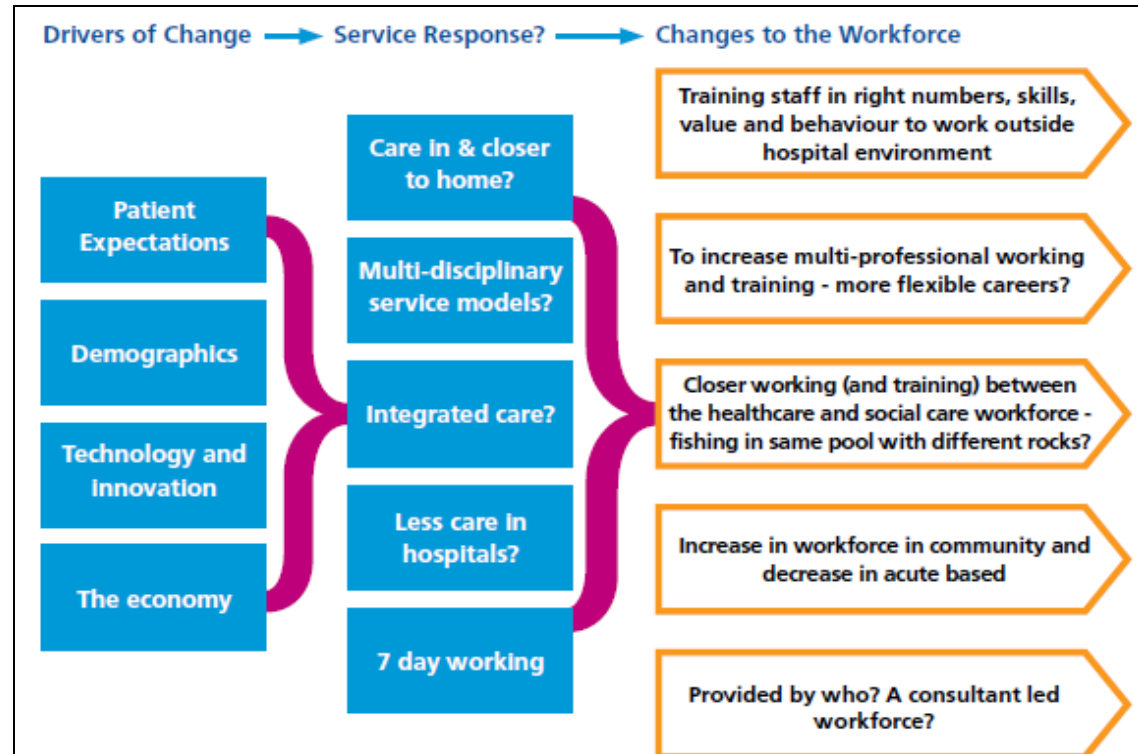 Drivers of Change
Service Response?
Changes to the Workforce
Patient
Expectations
Demographics
Technology and
innovation
The economy
Care in & closer
to home?
Multi-disciplinary
service models?
Integrated care?
Less care in
hospitals?
7 day working
Training staff in right numbers, skills,
value and behaviour to work outside
hospital environment
To increase multi-professional working
and training - more flexible careers?
Closer working (and training) between
the healthcare and social care workforce -
fishing in same pool with different rocks?
Increase in workforce in community and
decrease in acute based
Provided by who? A consultant led
workforce?